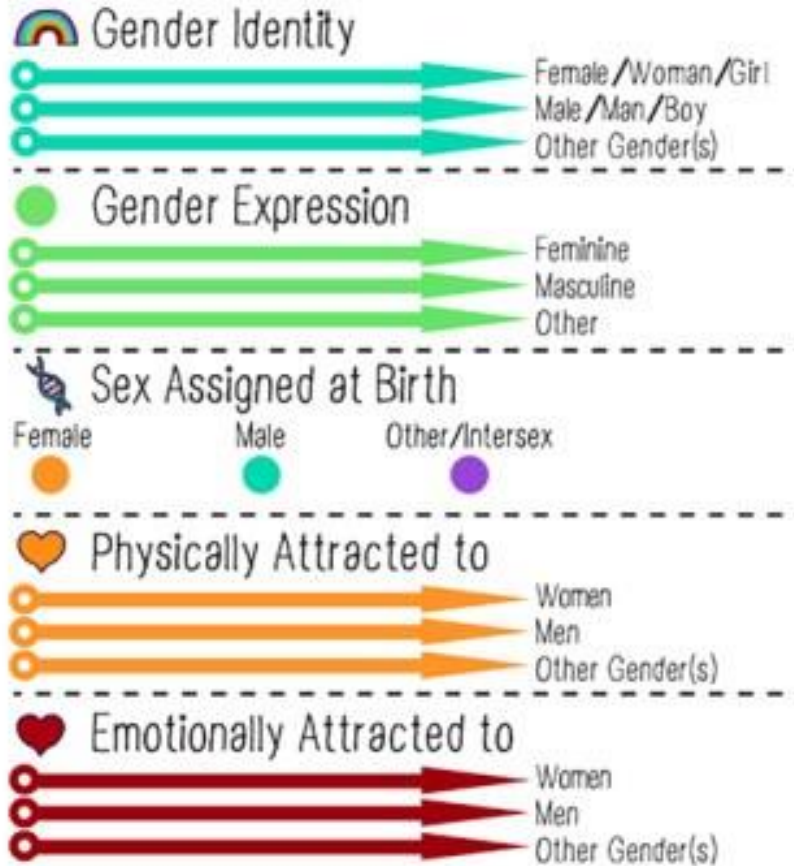 Gender Identity
Female/Woman/Girl
Male/Man/Boy
Other Gender(s)
Gender Expression
Feminine
Masculine
Other
Sex Assigned at Birth
Female Male Other/Intersex
Physically Attracted to
Women
Men
Other Gender(s)
Emotionally Attracted to
Women
Men
Other Gender(s)